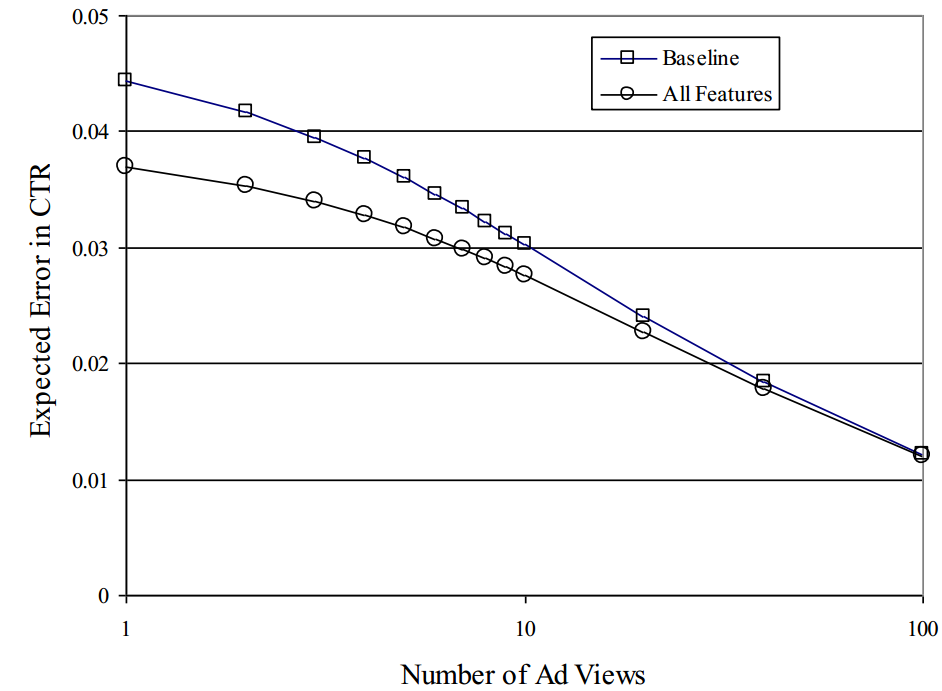 0.05
0.04
0.03
0.02
0.01
0
Expected Error in CTR
Baseline
All Features
1
10
100
Number of Ad Views